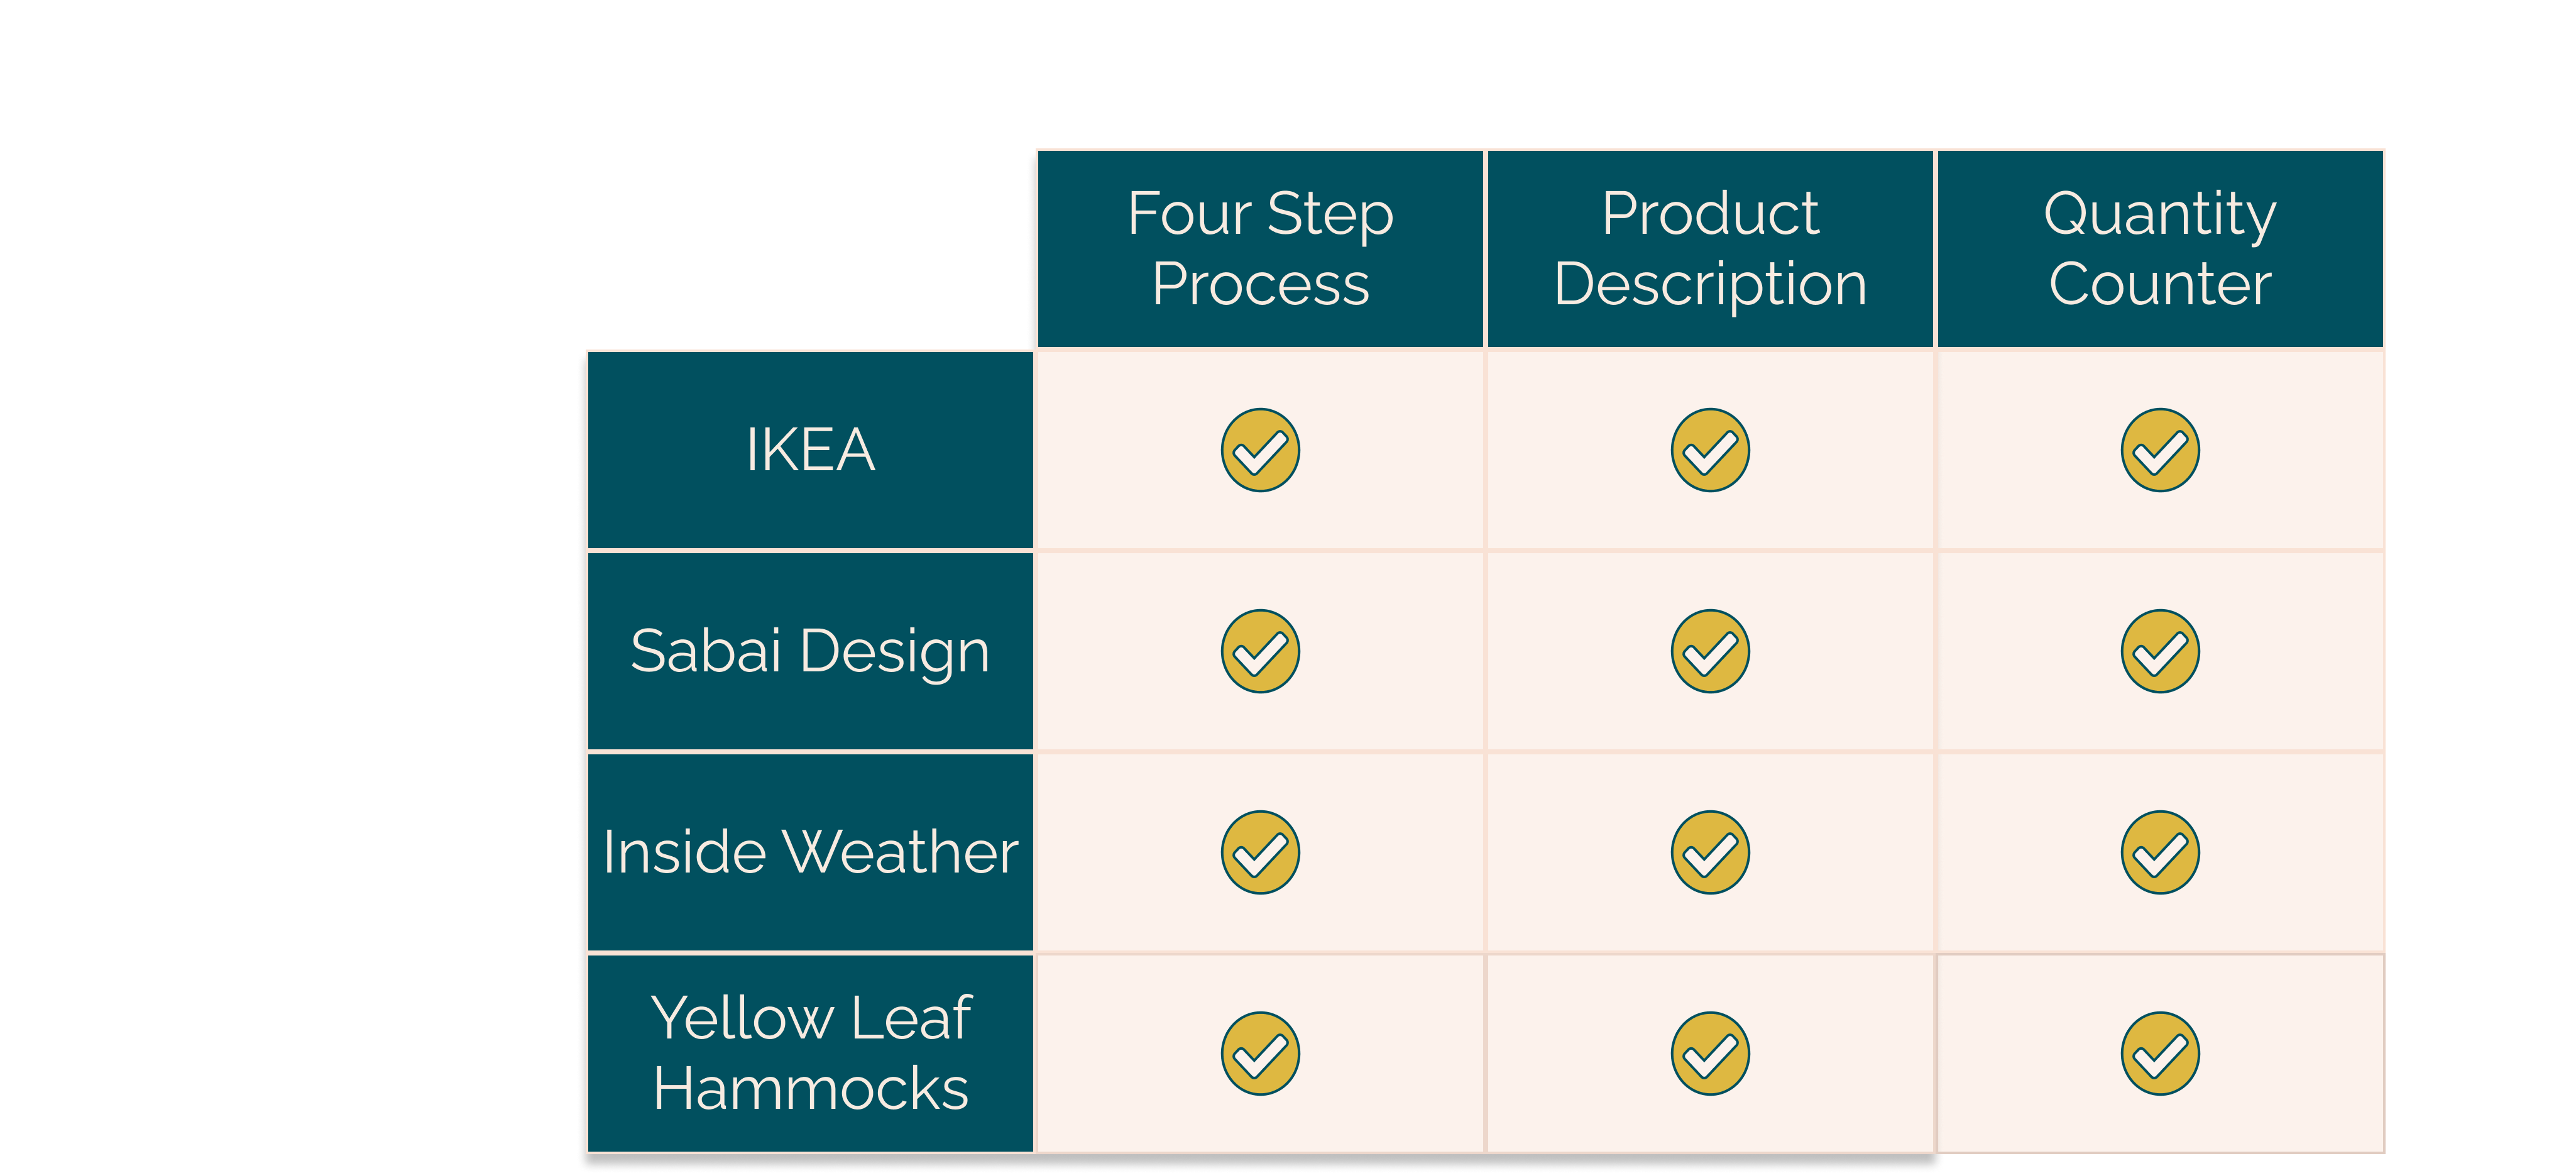 Four Step
Process
Product
Description
Quantity
Counter
IKEA
Sabai Design
Inside Weather
Yellow Leaf
Hammocks